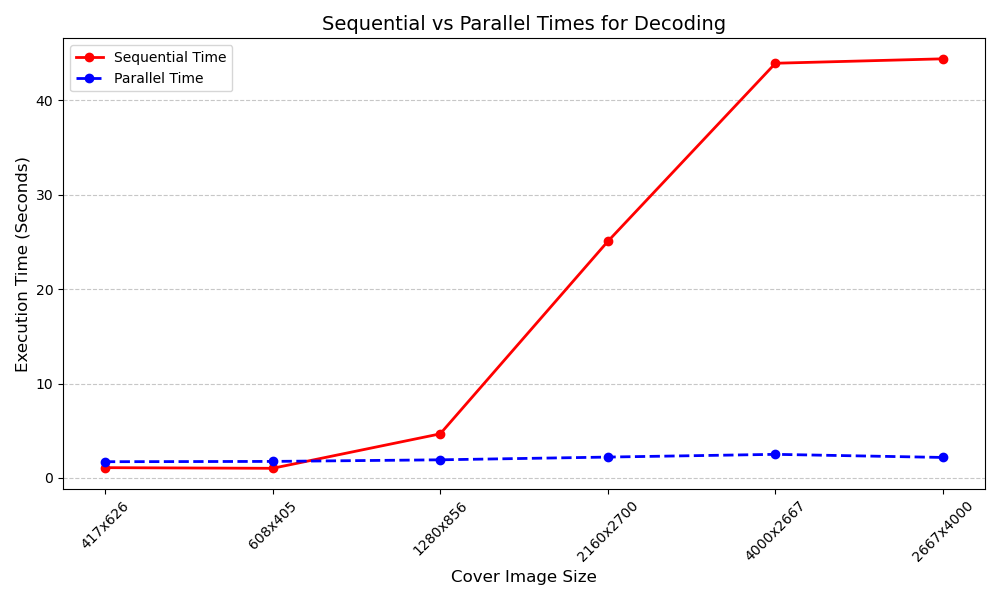 Sequential vs Parallel Times for Decoding
Sequential Time
Parallel Time
Execution Time (Seconds)
40
30
20
10
0
417x626
608x405
1280x856
2160x2700
4000x2667
2667x4000
Cover Image Size